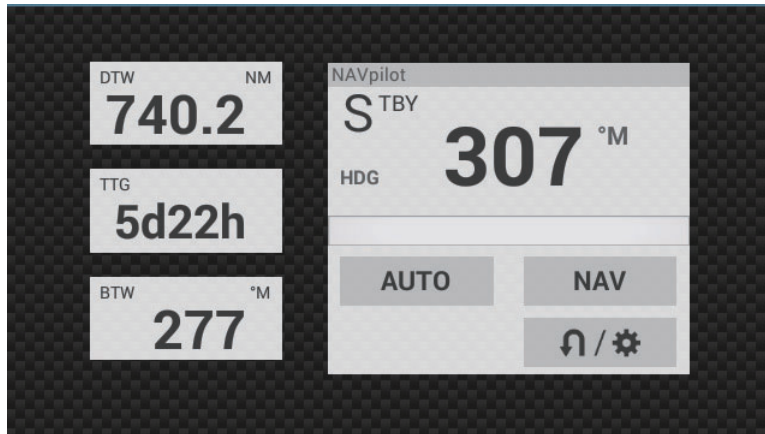 DTW NM
740.2
TTG
5d22h
BTW °M
277
NAVpilot
S TBY
307 °M
HDG
AUTO NAV
/